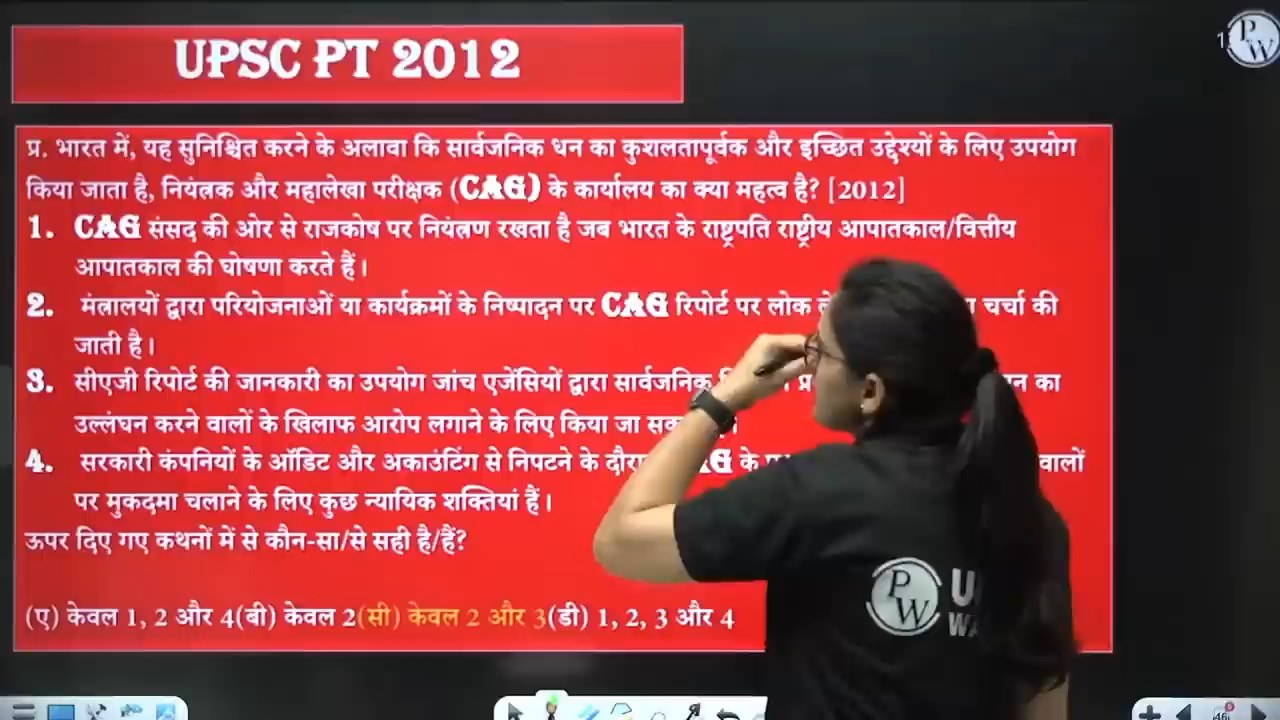 UPSC PT 2012
प्र. भारत में, यह सुनिश्चित करने के अलावा कि सार्वजनिक धन का कुशलतापूर्वक और इच्छित उद्देश्यों के लिए उपयोग
किया जाता है, नियंत्रक और महालेखा परीक्षक (CAG) के कार्यालय का क्या महत्व है? [2012]
1. CAG संसद की ओर से राजकोष पर नियंत्रण रखता है जब भारत के राष्ट्रपति राष्ट्रीय आपातकाल/वित्तीय
आपातकाल की घोषणा करते हैं।
2. मंत्रालयों द्वारा परियोजनाओं या कार्यक्रमों के निष्पादन पर CAG रिपोर्ट पर लोक चर्चा की
जाती है।
3. सीएजी रिपोर्ट की जानकारी का उपयोग जांच एजेंसियों द्वारा सार्वजनिक का
उल्लंघन करने वालों के खिलाफ आरोप लगाने के लिए किया जा
4. सरकारी कंपनियों के ऑडिट और अकाउंटिंग से निपटने के के वालों
पर मुकदमा चलाने के लिए कुछ न्यायिक शक्तियां हैं।
ऊपर दिए गए कथनों में से कौन-सा/से सही है/हैं?
(ए) केवल 1, 2 और 4(बी) केवल 2(सी) केवल 2 और 3(डी) 1, 2, 3 और 4
PW
PW